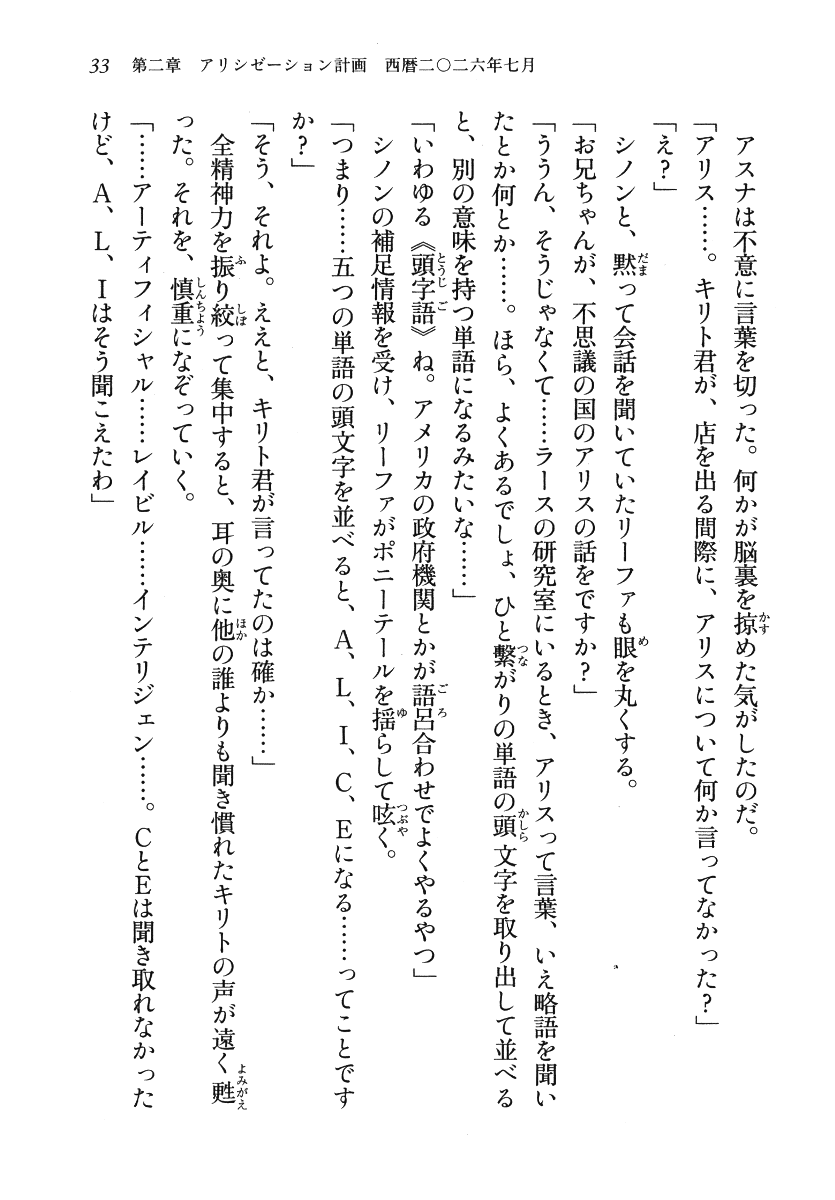 33 第二章 アリシゼーション計画 西暦二〇二六年七月
アスナは不意に言葉を切った。何かが脳裏を掠めた気がしたのだ。
「アリス……。キリト君が、店を出る間際に、アリスについて何か言ってなかった？」
「え？」
シノンと、黙って会話を聞いていたリーファも眼を丸くする。
「お兄ちゃんが、不思議の国のアリスの話をですか？」
「ううん、そうじゃなくて……ラースの研究室にいるとき、アリスって言葉、いえ略語を聞い
たとか何とか……。ほら、よくあるでしょ、ひと繫がりの単語の頭文字を取り出して並べる
と、別の意味を持つ単語になるみたいな……」
「いわゆる《頭字語》ね。アメリカの政府機関とかが語呂合わせでよくやるやつ」
シノンの補足情報を受け、リーファがポニーテールを揺らして呟く。
「つまり……五つの単語の頭文字を並べると、Ａ、Ｌ、Ｉ、Ｃ、Ｅになる……ってことです
か？」
「そう、それよ。ええと、キリト君が言ってたのは確か……」
全精神力を振り絞って集中すると、耳の奥に他の誰よりも聞き慣れたキリトの声が遠く甦
った。それを、慎重になぞっていく。
「……アーティフィシャル……レイビル……インテリジェン……。ＣとＥは聞き取れなかった
けど、Ａ、Ｌ、Ｉはそう聞こえたわ」